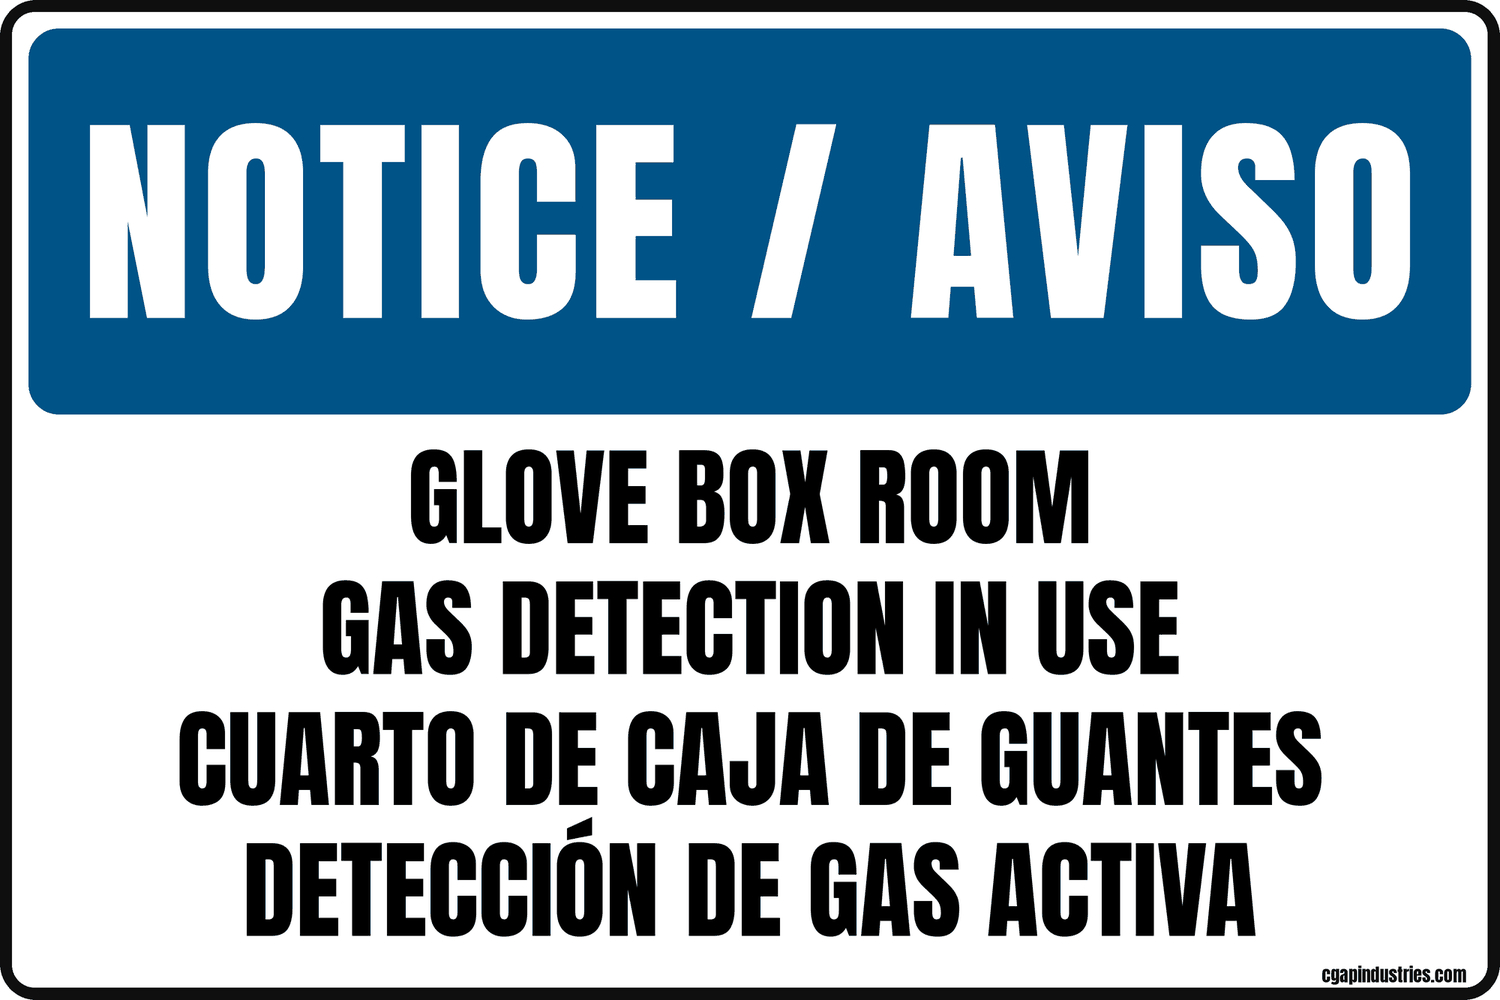 NOTICE / AVISO
GLOVE BOX ROOM
GAS DETECTION IN USE
CUARTO DE CAJA DE GUANTES
DETECCIÓN DE GAS ACTIVA
cgapindustries.com